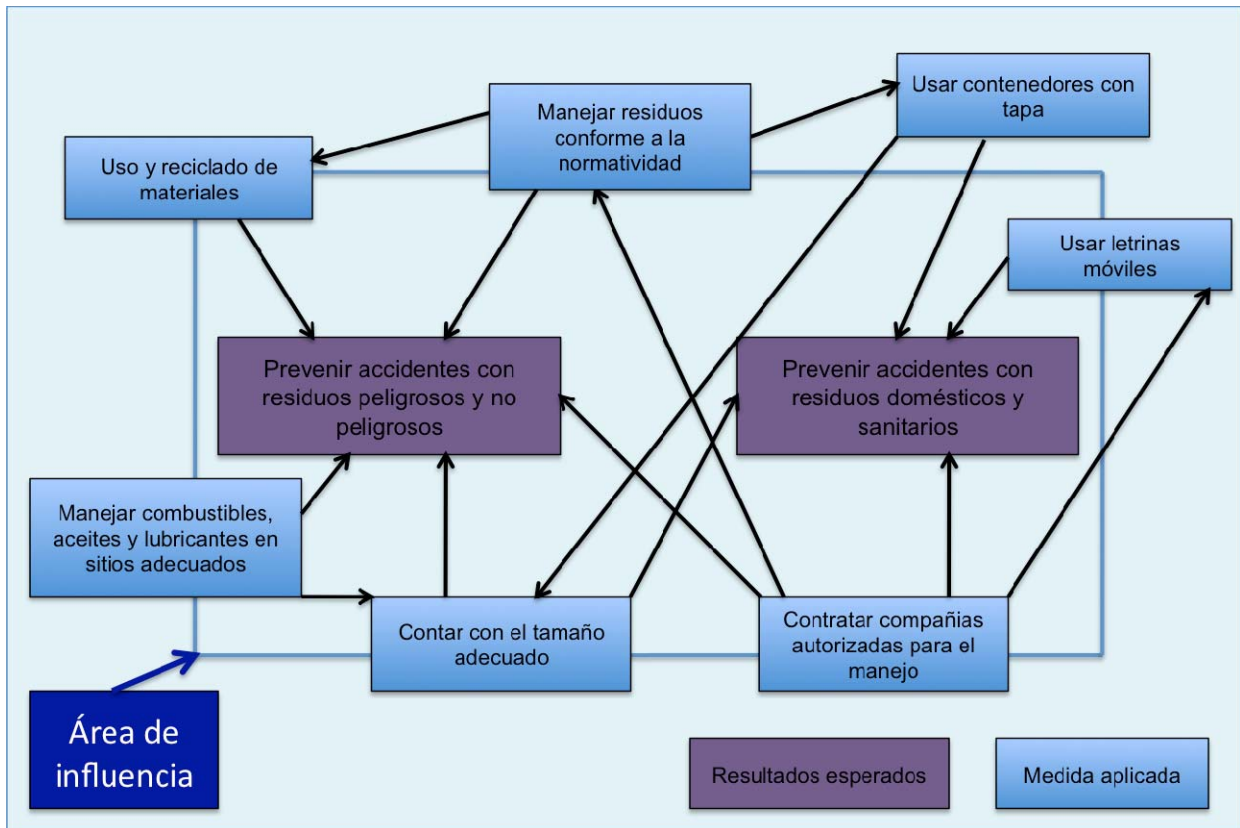 Usar contenedores con
tapa
Manejar residuos
conforme a la
normatividad
Uso y reciclado de
materiales
Usar letrinas
móviles
Prevenir accidentes con
residuos peligrosos y no
peligrosos
Prevenir accidentes con
residuos domésticos y
sanitarios
Manejar combustibles,
aceites y lubricantes en
sitios adecuados
Contar con el tamaño
adecuado
Contratar compañias
autorizadas para el
manejo
Área de
influencia
Resultados esperados
Medida aplicada